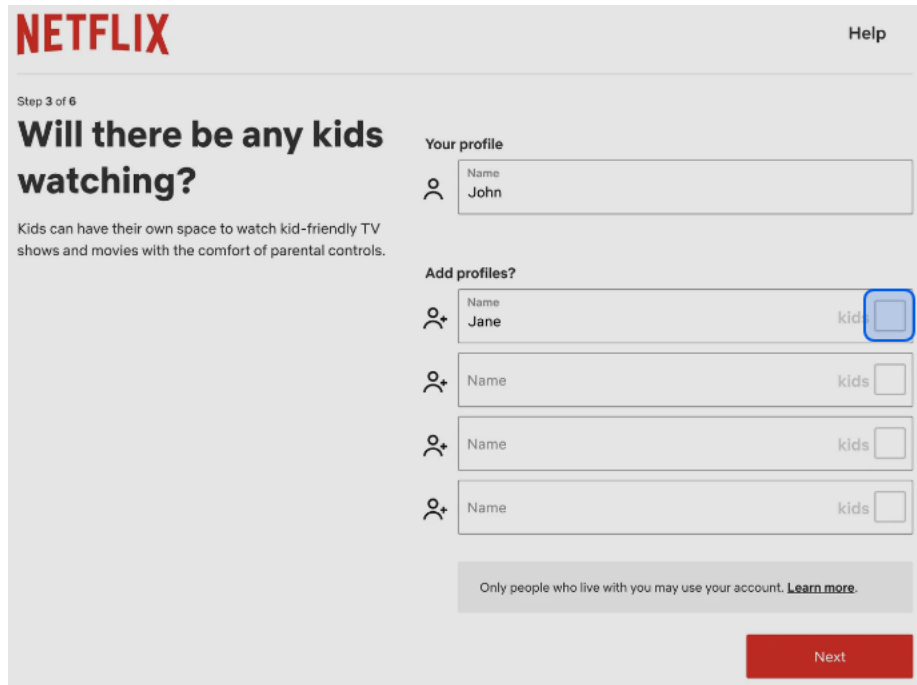 NETFLIX
Help
Step 3 of 6
Will there be any kids
watching?
Kids can have their own space to watch kid-friendly TV
shows and movies with the comfort of parental controls.
Your profile
Name
John
Add profiles?
Name
Jane
kids
Name
kids
Name
kids
Name
kids
Only people who live with you may use your account. Learn more.
Next